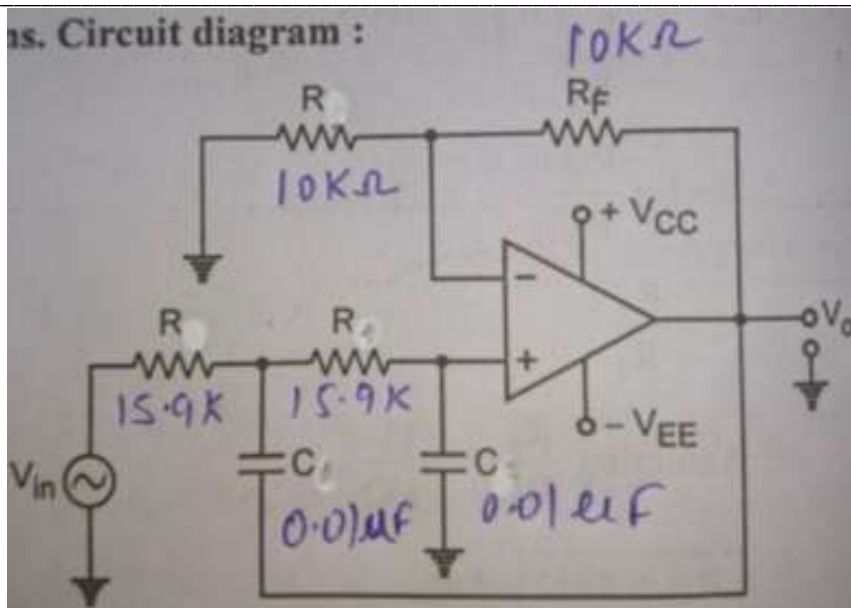 ns. Circuit diagram :
10KΩ
R
RF
10KΩ
+ VCC
−
R
R
+
Vo
15.9K
15.9K
− VEE
Vin
C
C
0.01µF
0.01µF